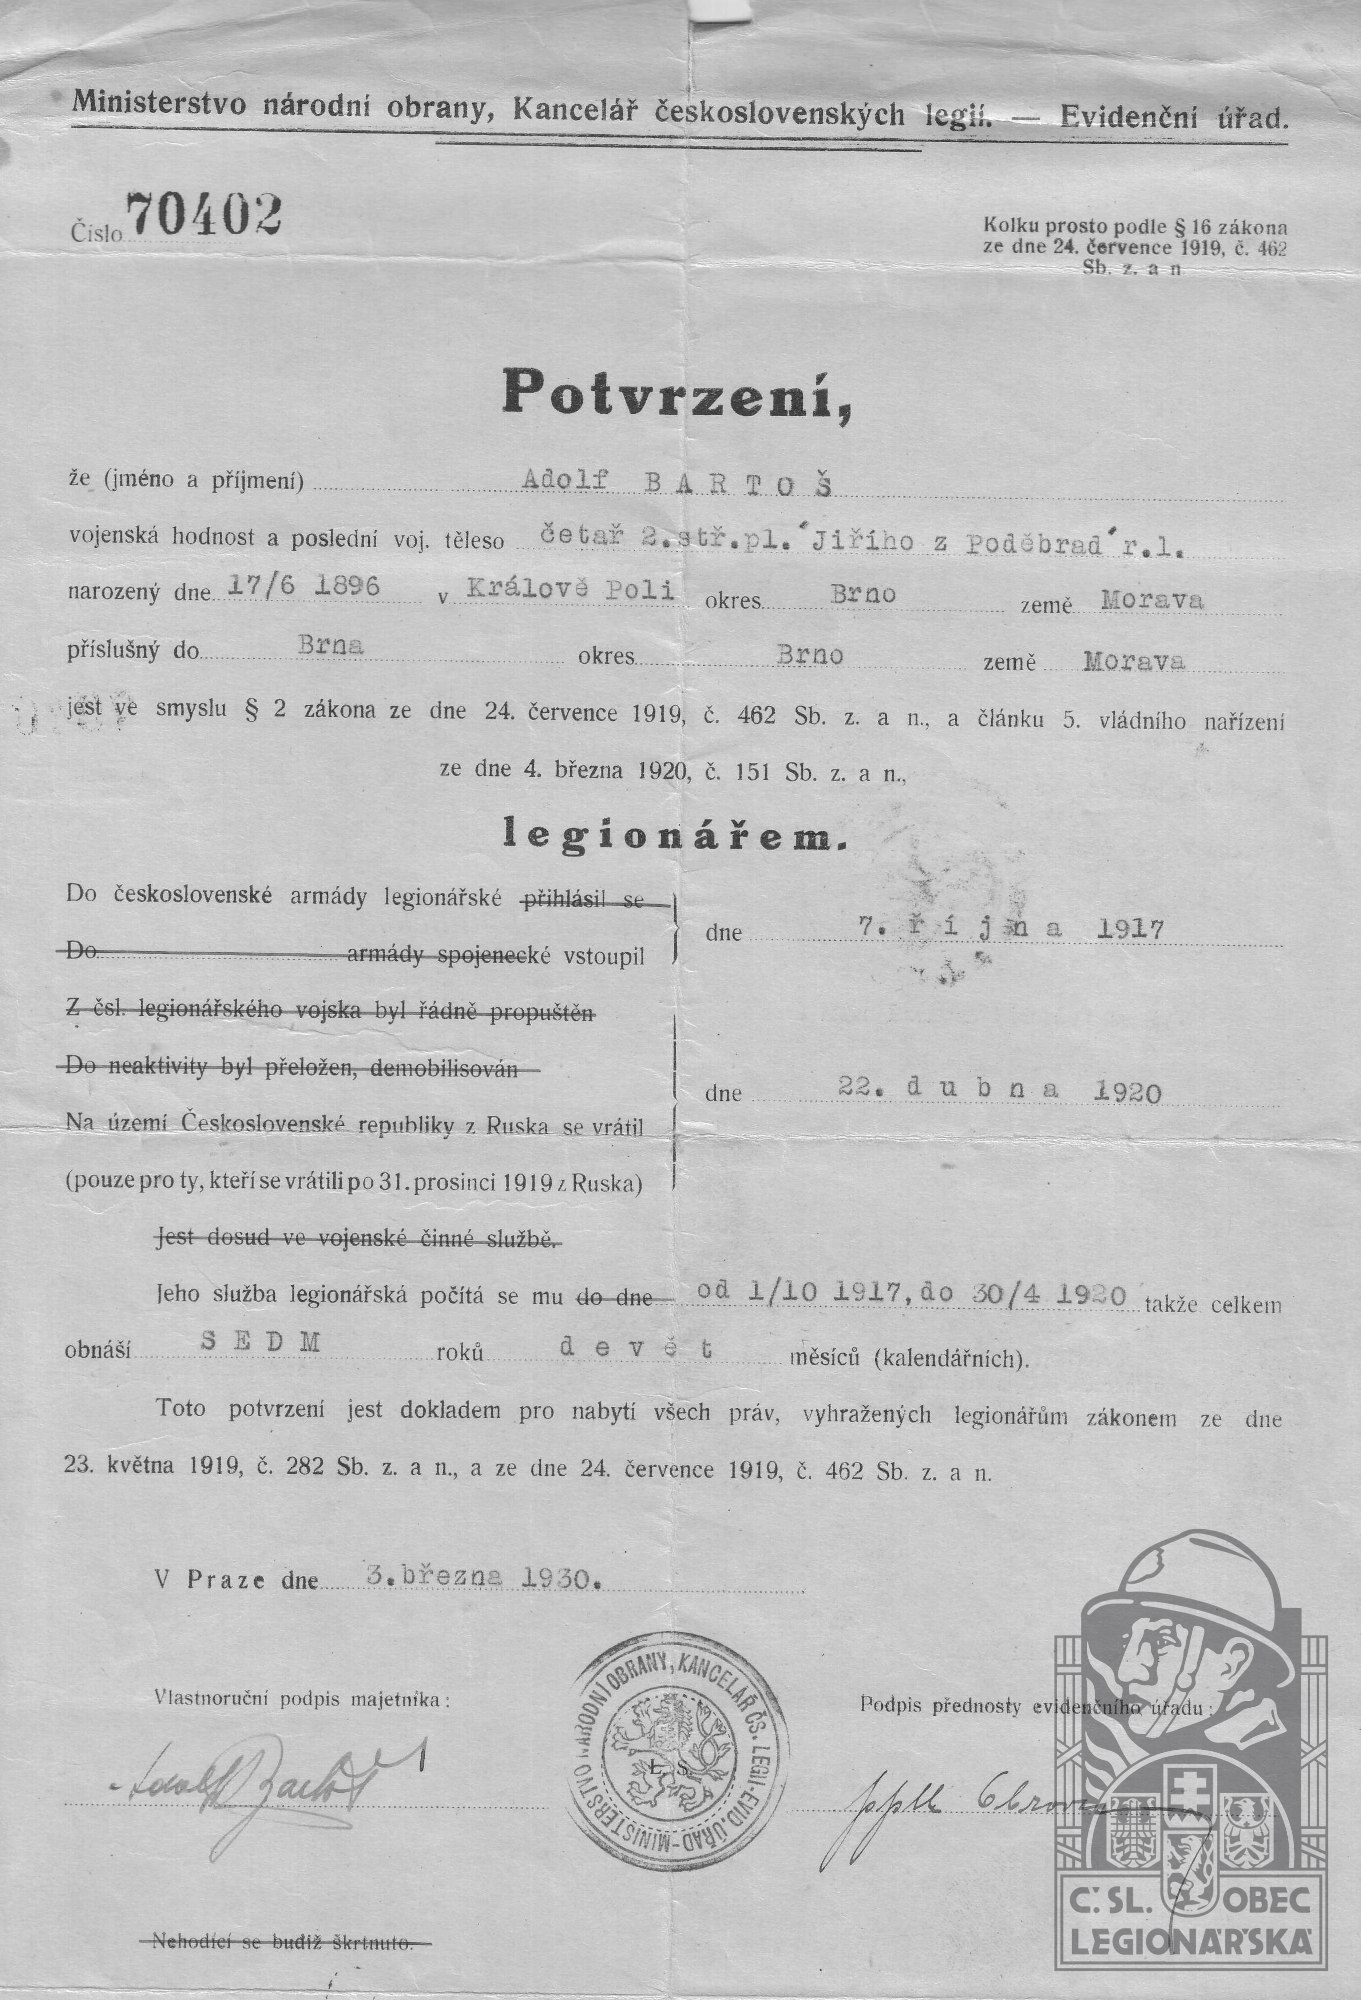 Ministerstvo národní obrany, Kancelář československých legií. — Evidenční úřad.
Číslo 70402
Kolku prosto podle § 16 zákona
ze dne 24. července 1919, č. 462
Sb. z. a n
Potvrzení,
že (jméno a příjmení) Adolf BARTOŠ
vojenská hodnost a poslední voj. těleso četař 2.stř.pl.'Jiřího z Poděbrad' r.l.
narozený dne 17/6 1896 v Králově Poli okres Brno země Morava
příslušný do Brna okres Brno země Morava
jest ve smyslu § 2 zákona ze dne 24. července 1919, č. 462 Sb. z. a n., a článku 5. vládního nařízení
ze dne 4. března 1920, č. 151 Sb. z. a n.,
legionářem.
Do československé armády legionářské přihlásil se
Do armády spojenecké vstoupil
dne 7. října 1917
Z čsl. legionářského vojska byl řádně propuštěn
Do neaktivity byl přeložen, demobilisován
Na území Československé republiky z Ruska se vrátil
(pouze pro ty, kteří se vrátili po 31. prosinci 1919 z Ruska)
dne 22. dubna 1920
Jest dosud ve vojenské činné službě.
Jeho služba legionářská počítá se mu do dne od 1/10 1917, do 30/4 1920 takže celkem
obnáší SEDM roků devět měsíců (kalendářních).
Toto potvrzení jest dokladem pro nabytí všech práv, vyhražených legionářům zákonem ze dne
23. května 1919, č. 282 Sb. z. a n., a ze dne 24. července 1919, č. 462 Sb. z. a n.
V Praze dne 3. března 1930.
Vlastnoruční podpis majetníka:
Podpis přednosty evidenčního úřadu:
Adolf Bartoš
MINISTERSTVO NÁRODNÍ OBRANY, KANCELÁŘ ČS. LEGIÍ - EVID. ÚŘAD -
L. S.
Nehodící se budiž škrtnuto.
Č.SL. OBEC
LEGIONÁŘSKÁ